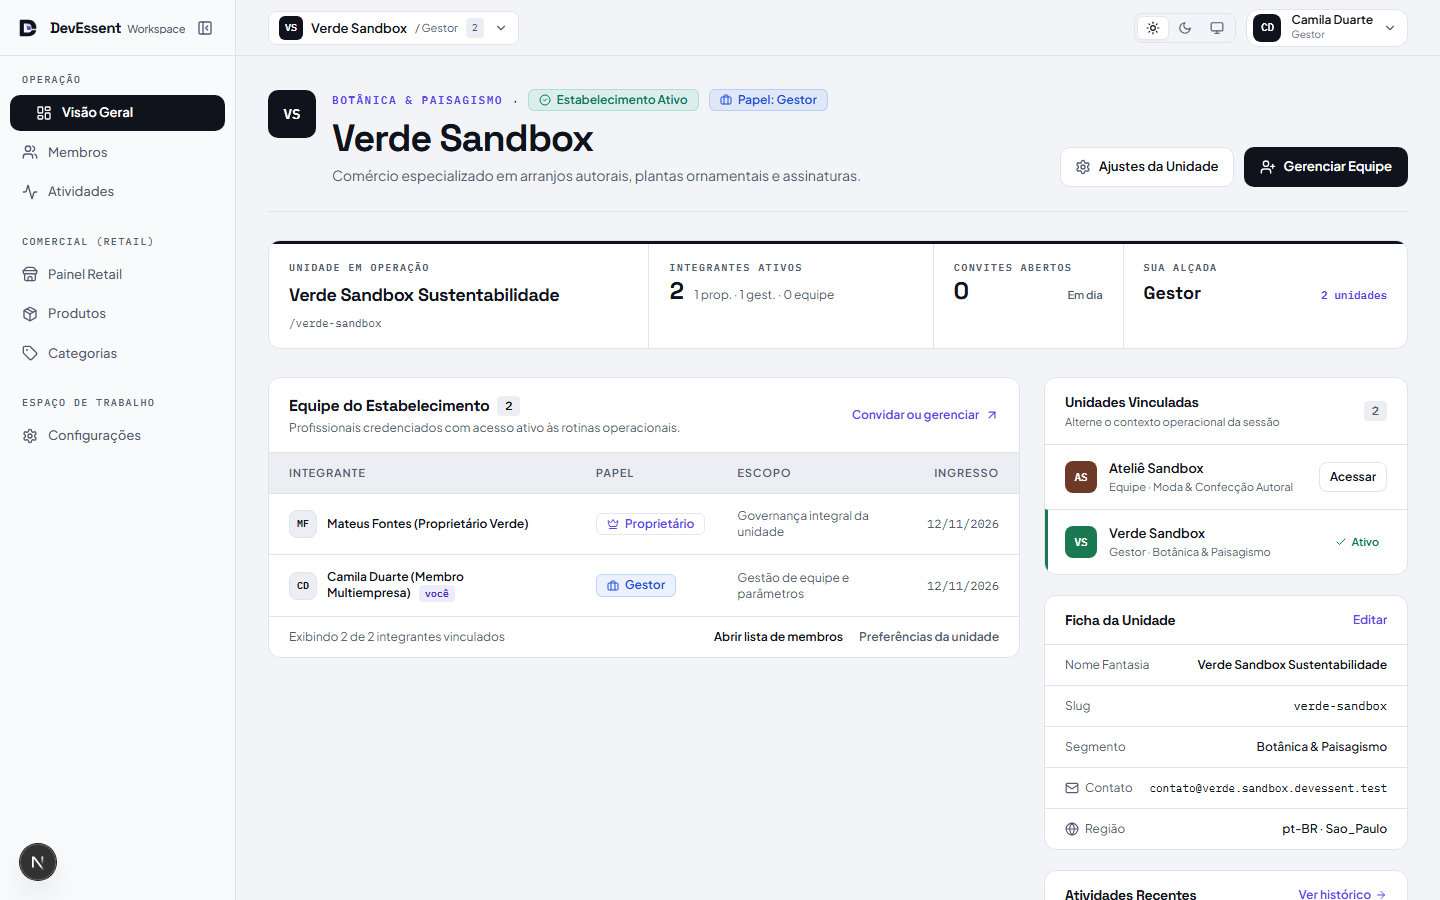 DevEssent Workspace
VS Verde Sandbox / Gestor 2
CD Camila Duarte
Gestor
OPERAÇÃO
Visão Geral
Membros
Atividades
COMERCIAL (RETAIL)
Painel Retail
Produtos
Categorias
ESPAÇO DE TRABALHO
Configurações
N
VS
BOTÂNICA & PAISAGISMO · Estabelecimento Ativo Papel: Gestor
Verde Sandbox
Comércio especializado em arranjos autorais, plantas ornamentais e assinaturas.
Ajustes da Unidade
Gerenciar Equipe
UNIDADE EM OPERAÇÃO
Verde Sandbox Sustentabilidade
/verde-sandbox
INTEGRANTES ATIVOS
2 1 prop. · 1 gest. · 0 equipe
CONVITES ABERTOS
0 Em dia
SUA ALÇADA
Gestor 2 unidades
Equipe do Estabelecimento 2
Profissionais credenciados com acesso ativo às rotinas operacionais.
Convidar ou gerenciar
INTEGRANTE PAPEL ESCOPO INGRESSO
MF Mateus Fontes (Proprietário Verde) Proprietário Governança integral da
unidade 12/11/2026
CD Camila Duarte (Membro
Multiempresa) você Gestor Gestão de equipe e
parâmetros 12/11/2026
Exibindo 2 de 2 integrantes vinculados Abrir lista de membros Preferências da unidade
Unidades Vinculadas 2
Alterne o contexto operacional da sessão
AS Ateliê Sandbox
Equipe · Moda & Confecção Autoral
Acessar
VS Verde Sandbox
Gestor · Botânica & Paisagismo
Ativo
Ficha da Unidade Editar
Nome Fantasia Verde Sandbox Sustentabilidade
Slug verde-sandbox
Segmento Botânica & Paisagismo
Contato contato@verde.sandbox.devessent.test
Região pt-BR · Sao_Paulo
Atividades Recentes Ver histórico